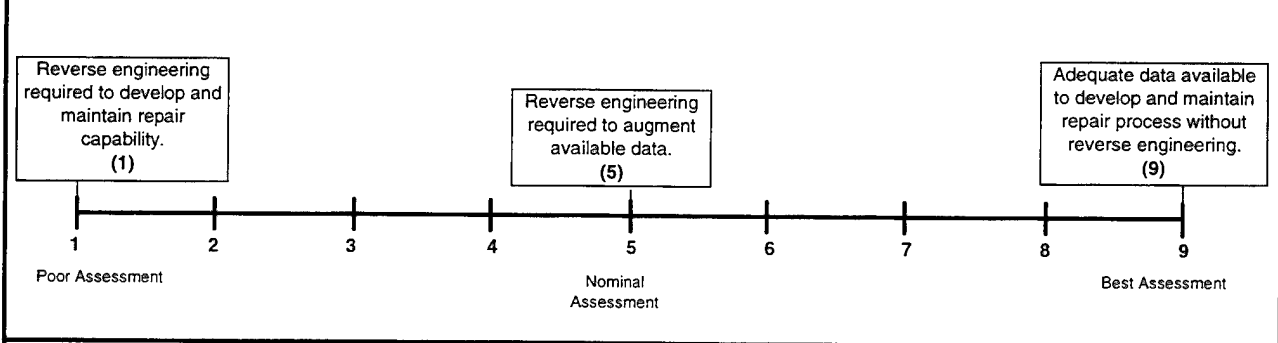 Reverse engineering
required to develop and
maintain repair
capability.
(1)
Reverse engineering
required to augment
available data.
(5)
Adequate data available
to develop and maintain
repair process without
reverse engineering.
(9)
1 2 3 4 5 6 7 8 9
Poor Assessment
Nominal
Assessment
Best Assessment